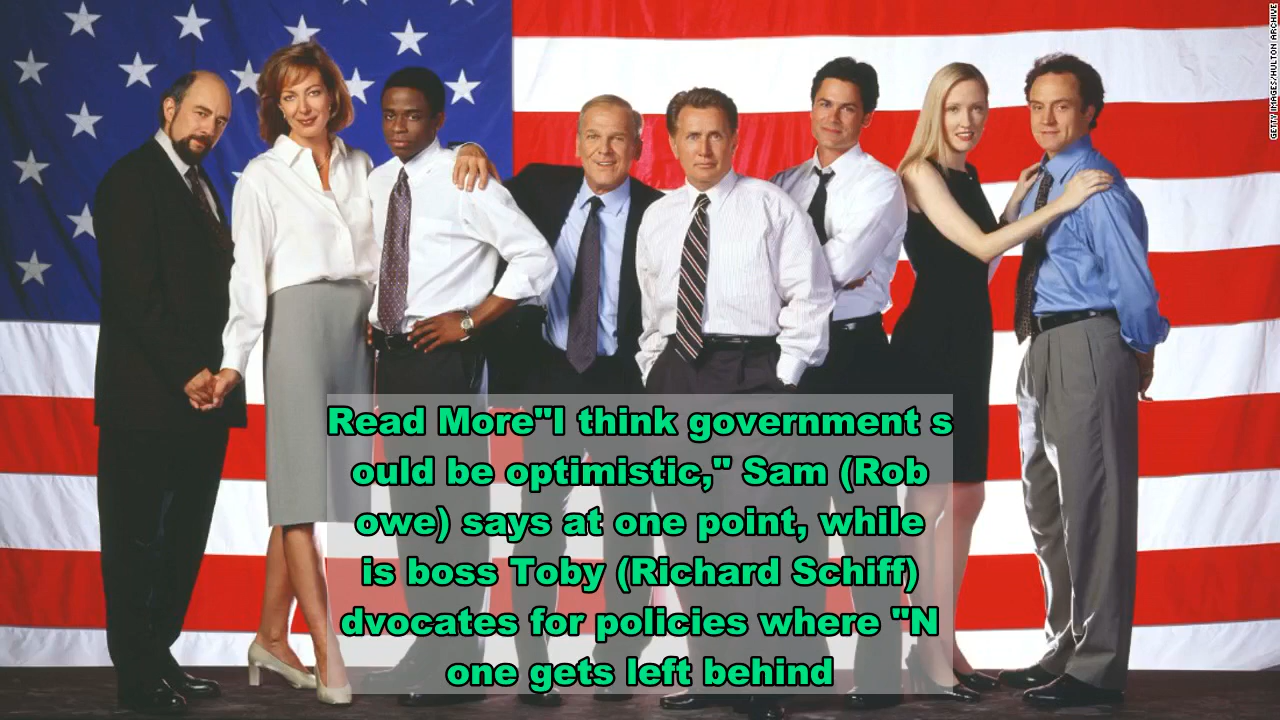 GETTY IMAGES/HULTON ARCHIVE
Read More"I think government s
ould be optimistic," Sam (Rob
owe) says at one point, while
is boss Toby (Richard Schiff)
dvocates for policies where "N
one gets left behind